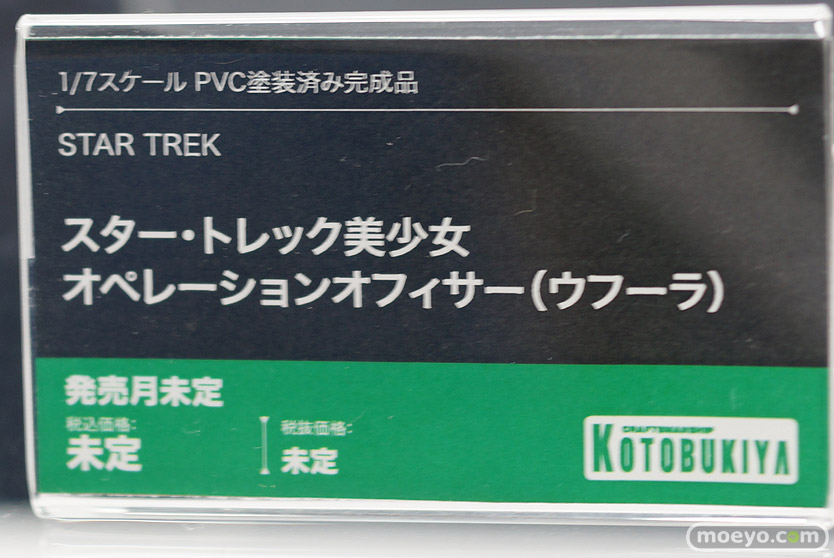 1/7スケール PVC塗装済み完成品
STAR TREK
スター・トレック美少女
オペレーションオフィサー（ウフーラ）
発売月未定
税込価格：
未定
税抜価格：
未定
KOTOBUKIYA
moeyo.com